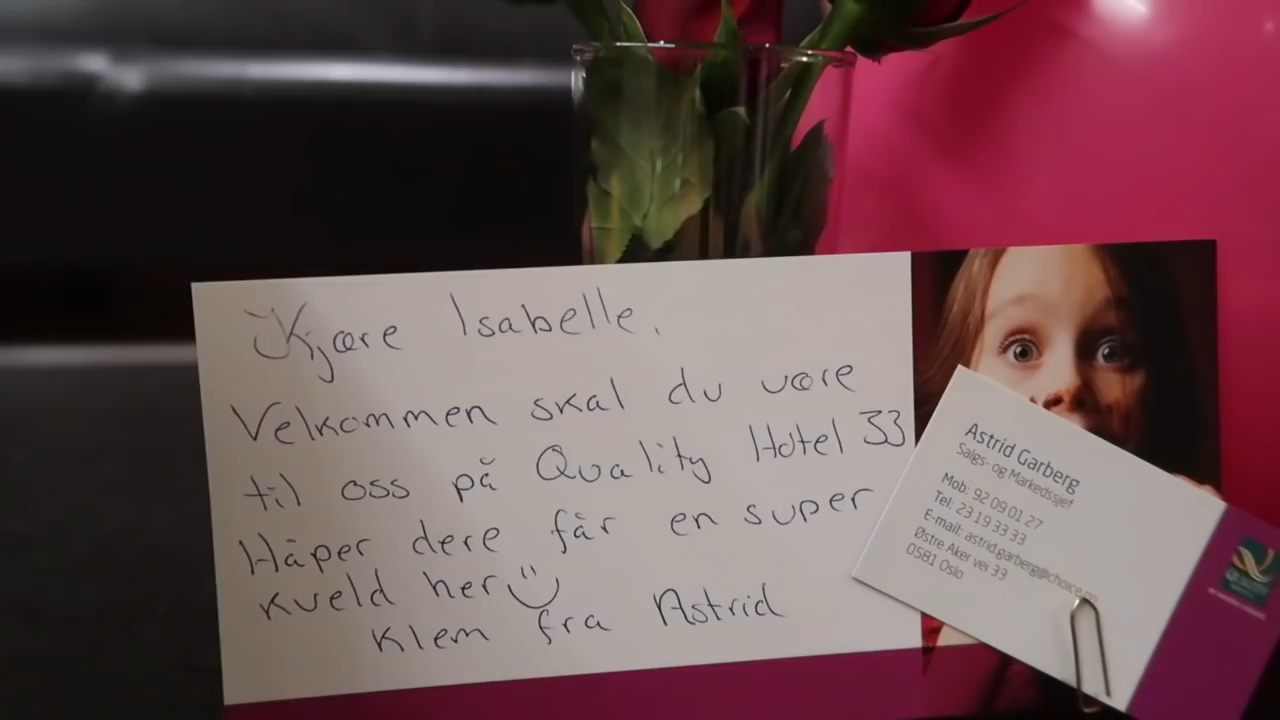 Kjære Isabelle,
Velkommen skal du være
til oss på Quality Hotel 33
Håper dere får en super
kveld her
Klem fra Astrid
Astrid Garberg
Salgs- og Markedssjef
Mob: 92 09 01 27
Tel: 23 19 33 33
E-mail: astrid.garberg@choice.no
Østre Aker vei 33
0581 Oslo